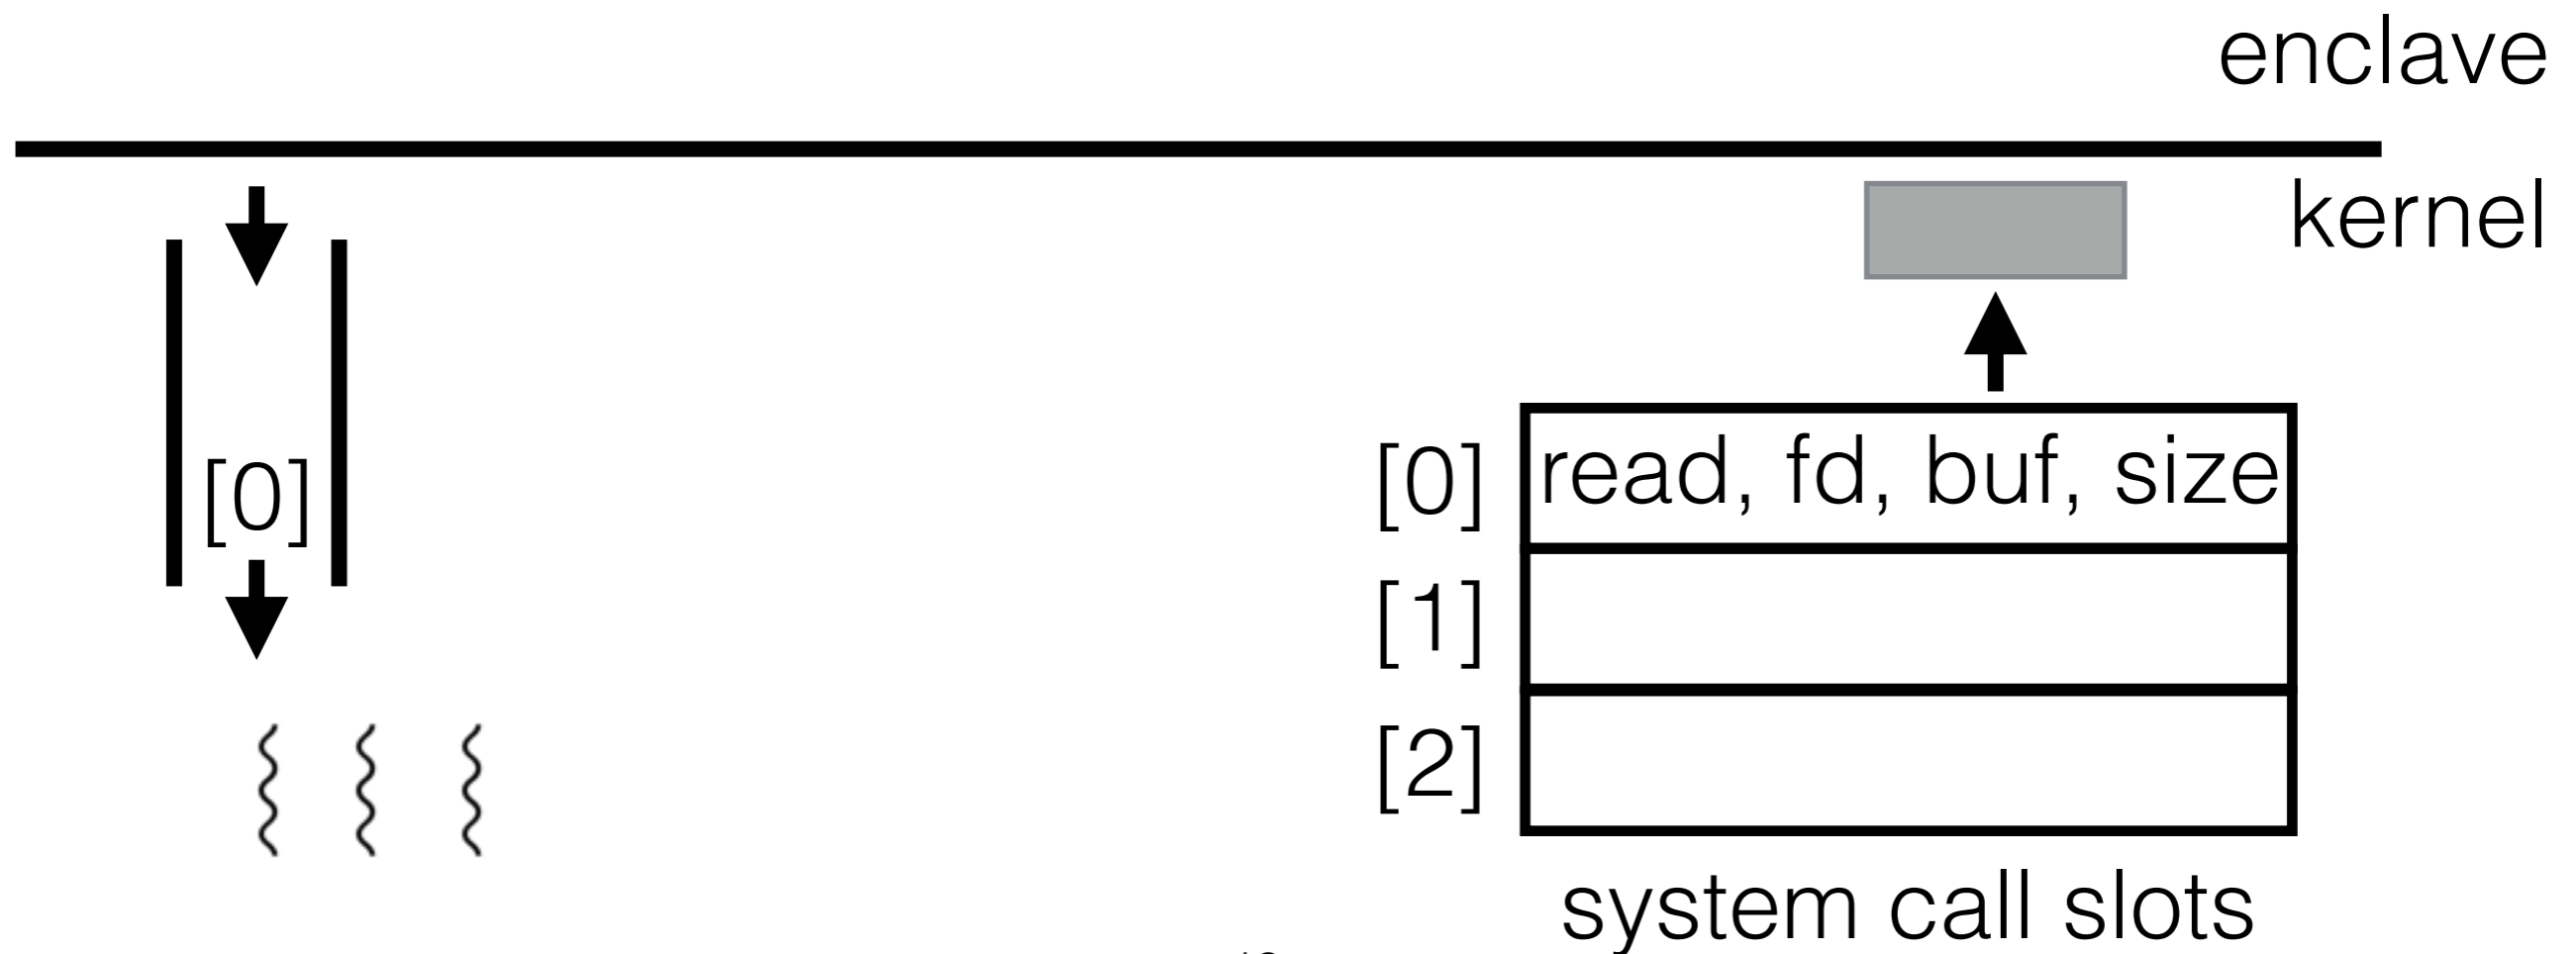 enclave
kernel
[0]
[0] read, fd, buf, size
[1]
[2]
system call slots